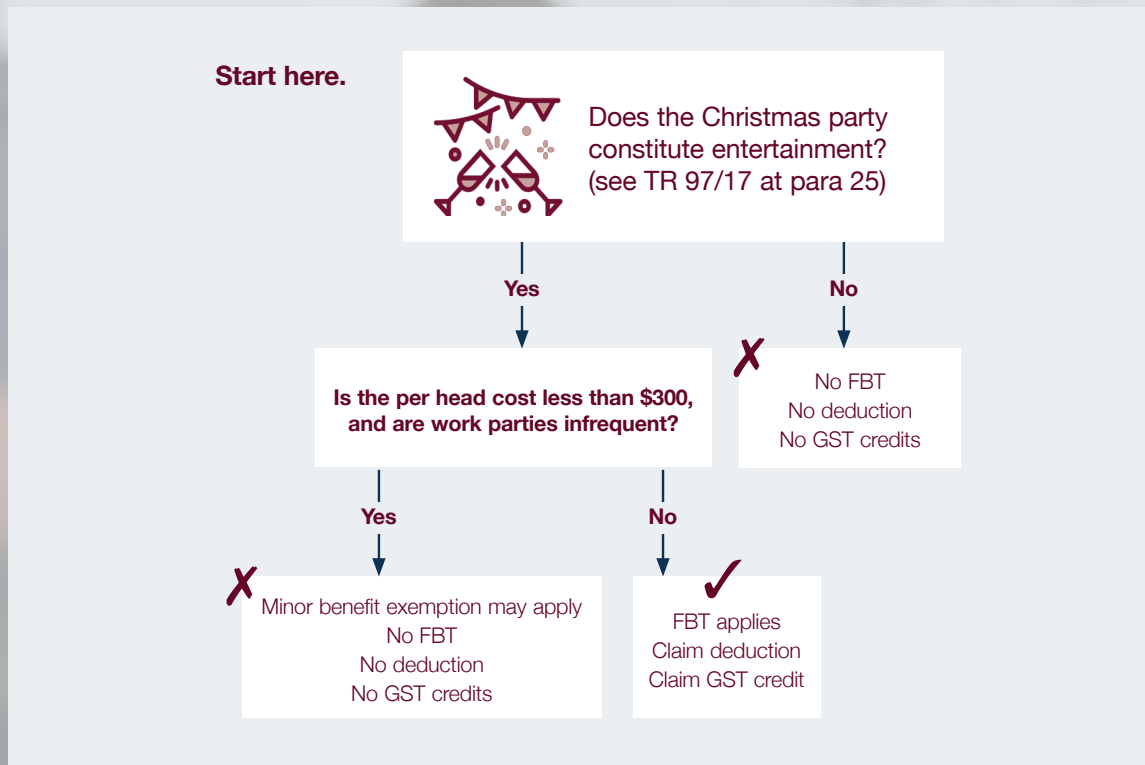 Start here.
Does the Christmas party
constitute entertainment?
(see TR 97/17 at para 25)
Yes
No
Is the per head cost less than $300,
and are work parties infrequent?
No FBT
No deduction
No GST credits
Yes
No
Minor benefit exemption may apply
No FBT
No deduction
No GST credits
FBT applies
Claim deduction
Claim GST credit